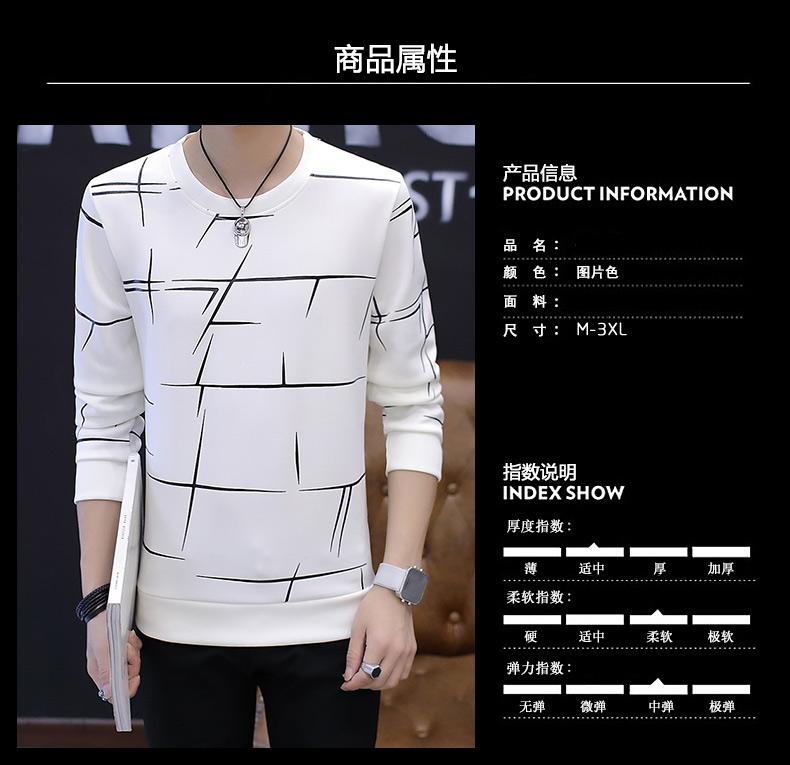 商品属性
ST
产品信息
PRODUCT INFORMATION
品 名：
颜 色： 图片色
面 料：
尺 寸： M-3XL
指数说明
INDEX SHOW
厚度指数：
薄 适中 厚 加厚
柔软指数：
硬 适中 柔软 极软
弹力指数：
无弹 微弹 中弹 极弹